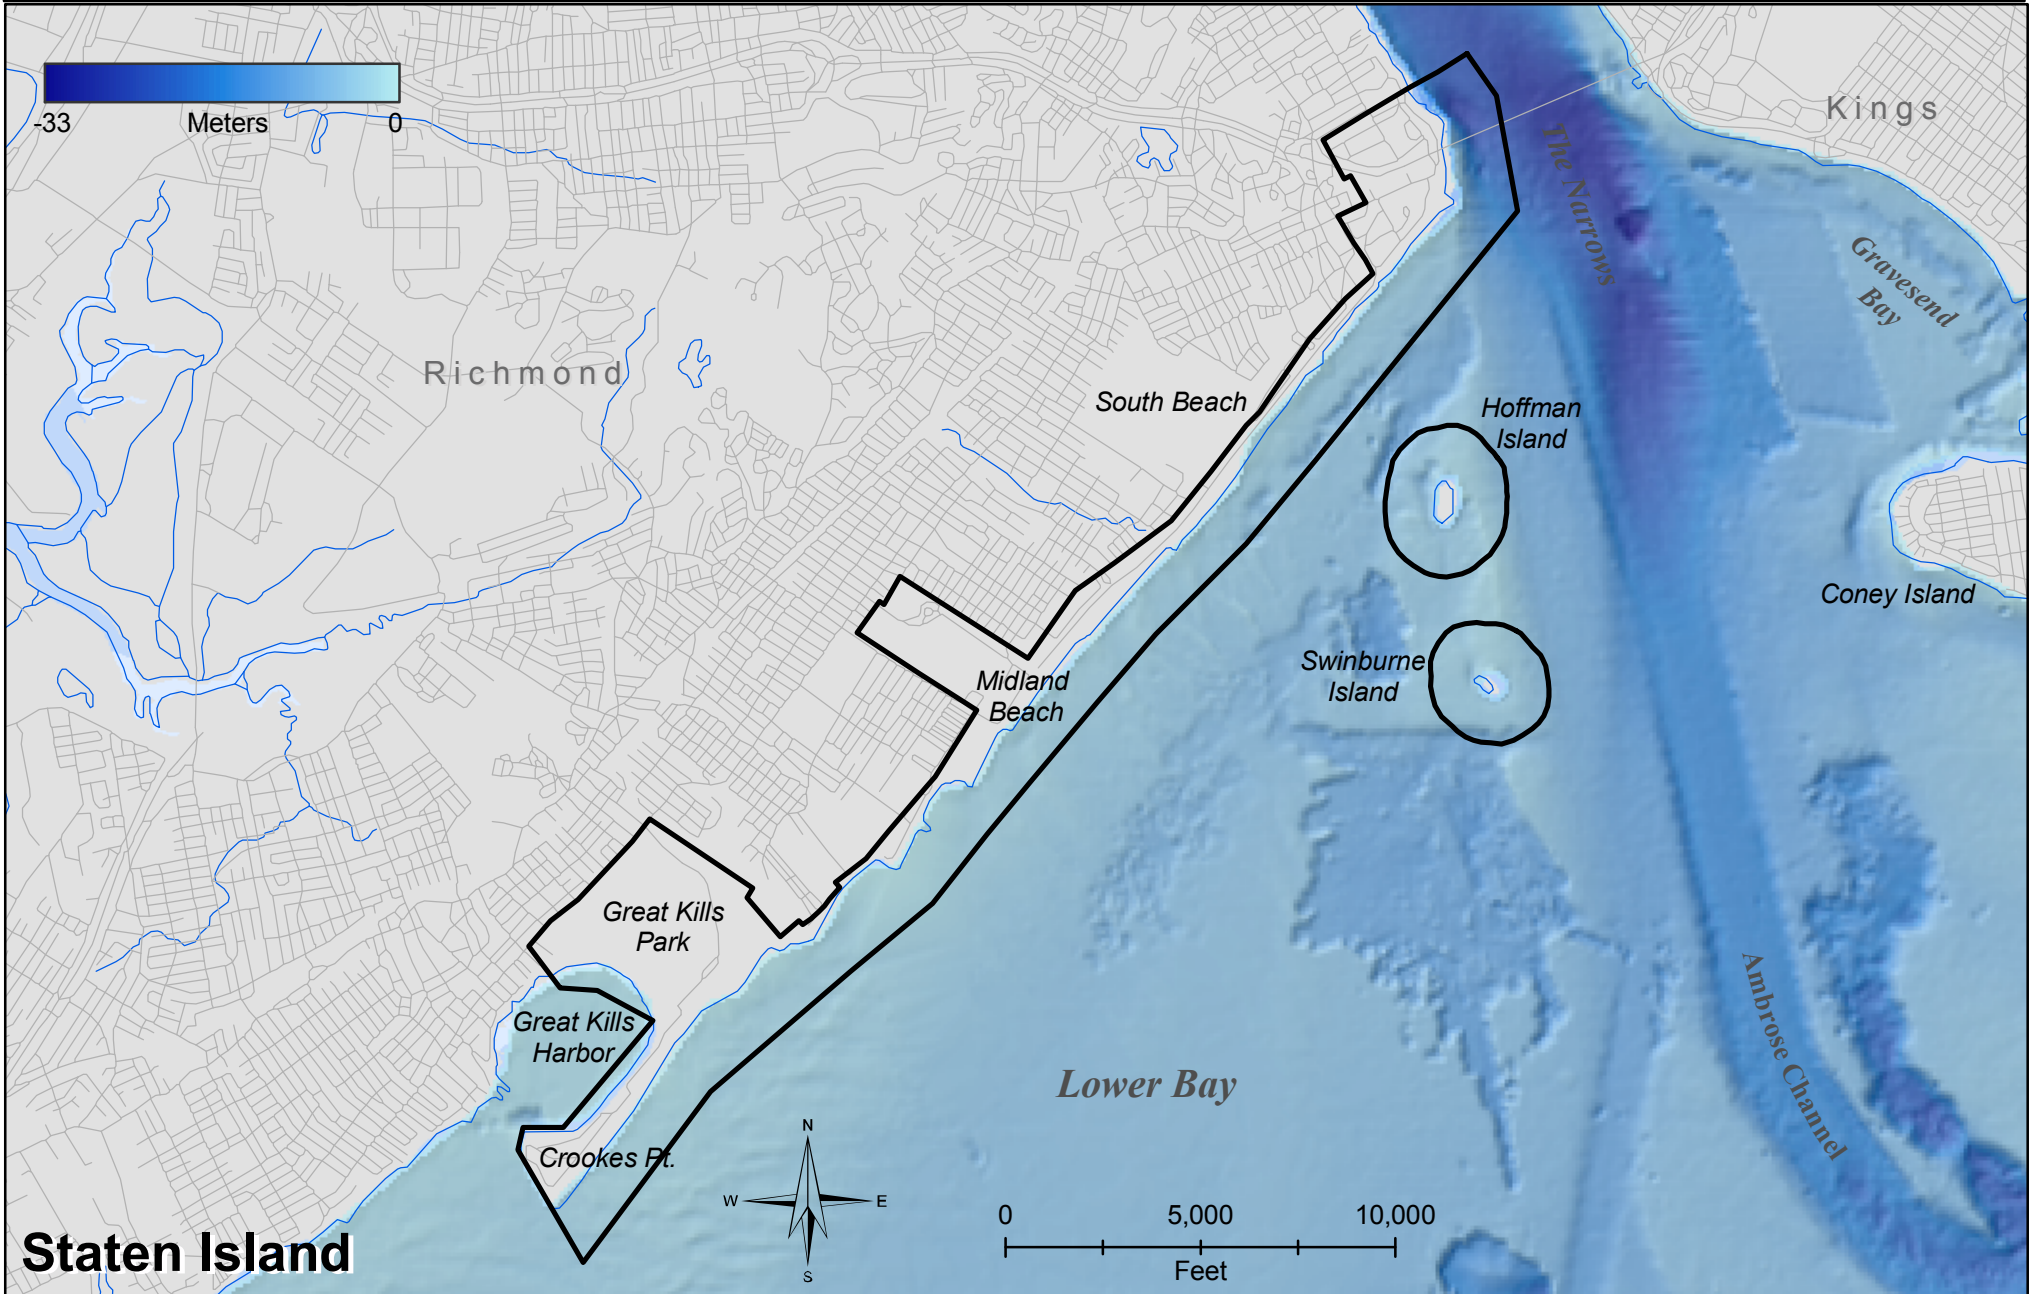 -33 Meters 0
Kings
The Narrows
Gravesend
Bay
Richmond
South Beach
Hoffman
Island
Coney Island
Swinburne
Island
Midland
Beach
Great Kills
Park
Great Kills
Harbor
Ambrose Channel
Lower Bay
Crookes Pt.
N
W E
S
0 5,000 10,000
Feet
Staten Island